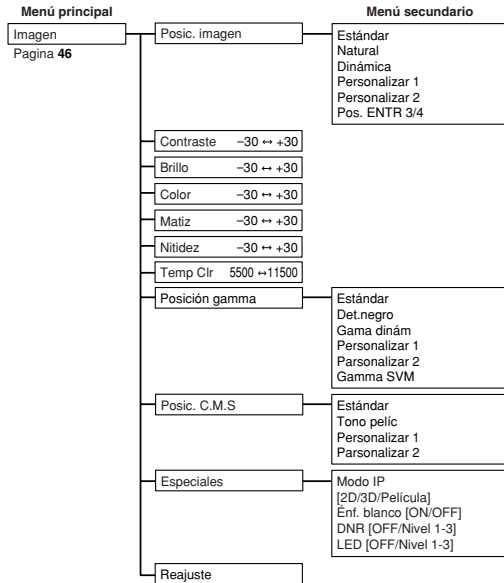 Menú principal
Menú secundario
Imagen
Pagina 46
Posic. imagen
Estándar
Natural
Dinámica
Personalizar 1
Personalizar 2
Pos. ENTR 3/4
Contraste –30 ↔ +30
Brillo –30 ↔ +30
Color –30 ↔ +30
Matiz –30 ↔ +30
Nitidez –30 ↔ +30
Temp Clr 5500 ↔11500
Posición gamma
Estándar
Det.negro
Gama dinám
Personalizar 1
Parsonalizar 2
Gamma SVM
Posic. C.M.S
Estándar
Tono pelíc
Personalizar 1
Parsonalizar 2
Especiales
Modo IP
[2D/3D/Película]
Énf. blanco [ON/OFF]
DNR [OFF/Nivel 1-3]
LED [OFF/Nivel 1-3]
Reajuste